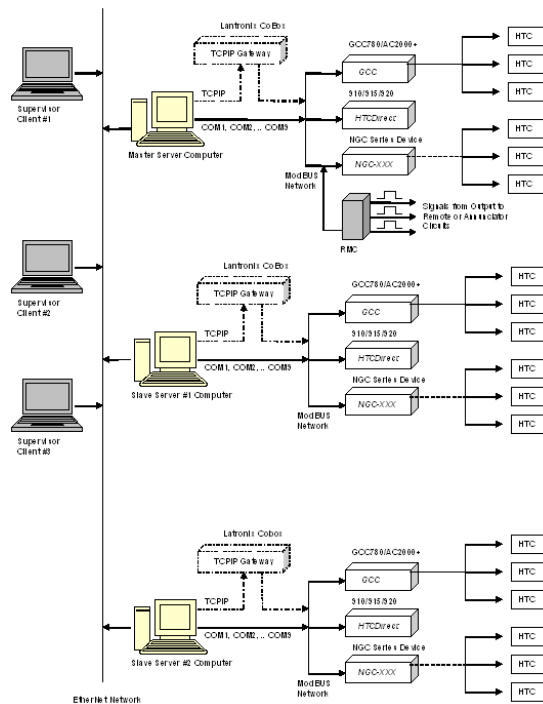 Lantronix CoBox
TCPIP Gateway
GCC780/AC2000+
GCC
HTC
HTC
HTC
Supervisor
Client #1
TCPIP
COM1, COM2, .. COM9
910/915/920
HTCDirect
Master Server Computer
NGC Series Device
NGC-XXX
HTC
HTC
HTC
ModBUS
Network
RMC
Signals from Output to
Remote or Annunciator
Circuits
Supervisor
Client #2
Lantronix CoBox
TCPIP Gateway
GCC780/AC2000+
GCC
HTC
HTC
HTC
TCPIP
COM1, COM2, .. COM9
910/915/920
HTCDirect
Slave Server #1 Computer
NGC Series Device
NGC-XXX
HTC
HTC
HTC
ModBUS
Network
Supervisor
Client #3
Latronix Cobox
TCPIP Gateway
GCC780/AC2000+
GCC
HTC
HTC
HTC
TCPIP
COM1, COM2, .. COM9
910/915/920
HTCDirect
Slave Server #2 Computer
NGC Series Device
NGC-XXX
HTC
HTC
HTC
ModBUS
Network
EtherNet Network